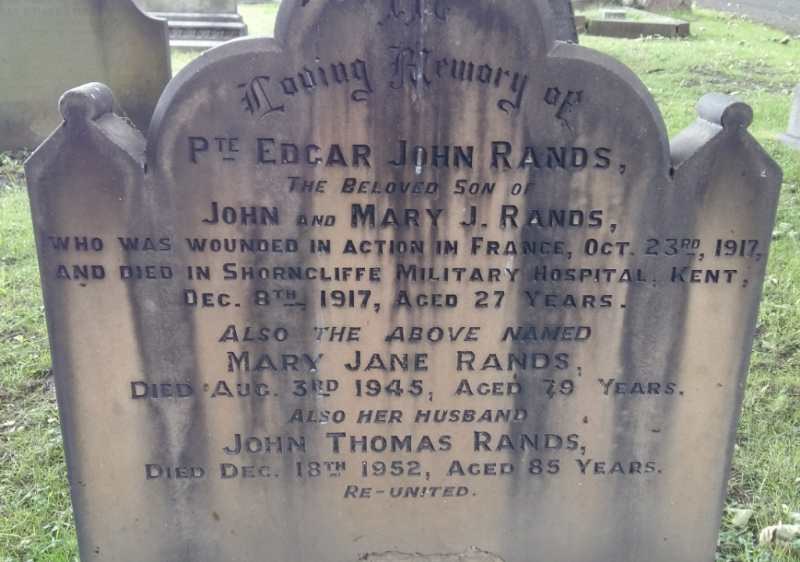 In
Loving Memory of
PTE EDGAR JOHN RANDS,
THE BELOVED SON OF
JOHN AND MARY J. RANDS,
WHO WAS WOUNDED IN ACTION IN FRANCE, OCT. 23RD, 1917,
AND DIED IN SHORNCLIFFE MILITARY HOSPITAL, KENT,
DEC. 8TH, 1917, AGED 27 YEARS.
ALSO THE ABOVE NAMED
MARY JANE RANDS,
DIED AUG. 3RD 1945, AGED 79 YEARS.
ALSO HER HUSBAND
JOHN THOMAS RANDS,
DIED DEC. 18TH 1952, AGED 85 YEARS.
RE-UNITED.